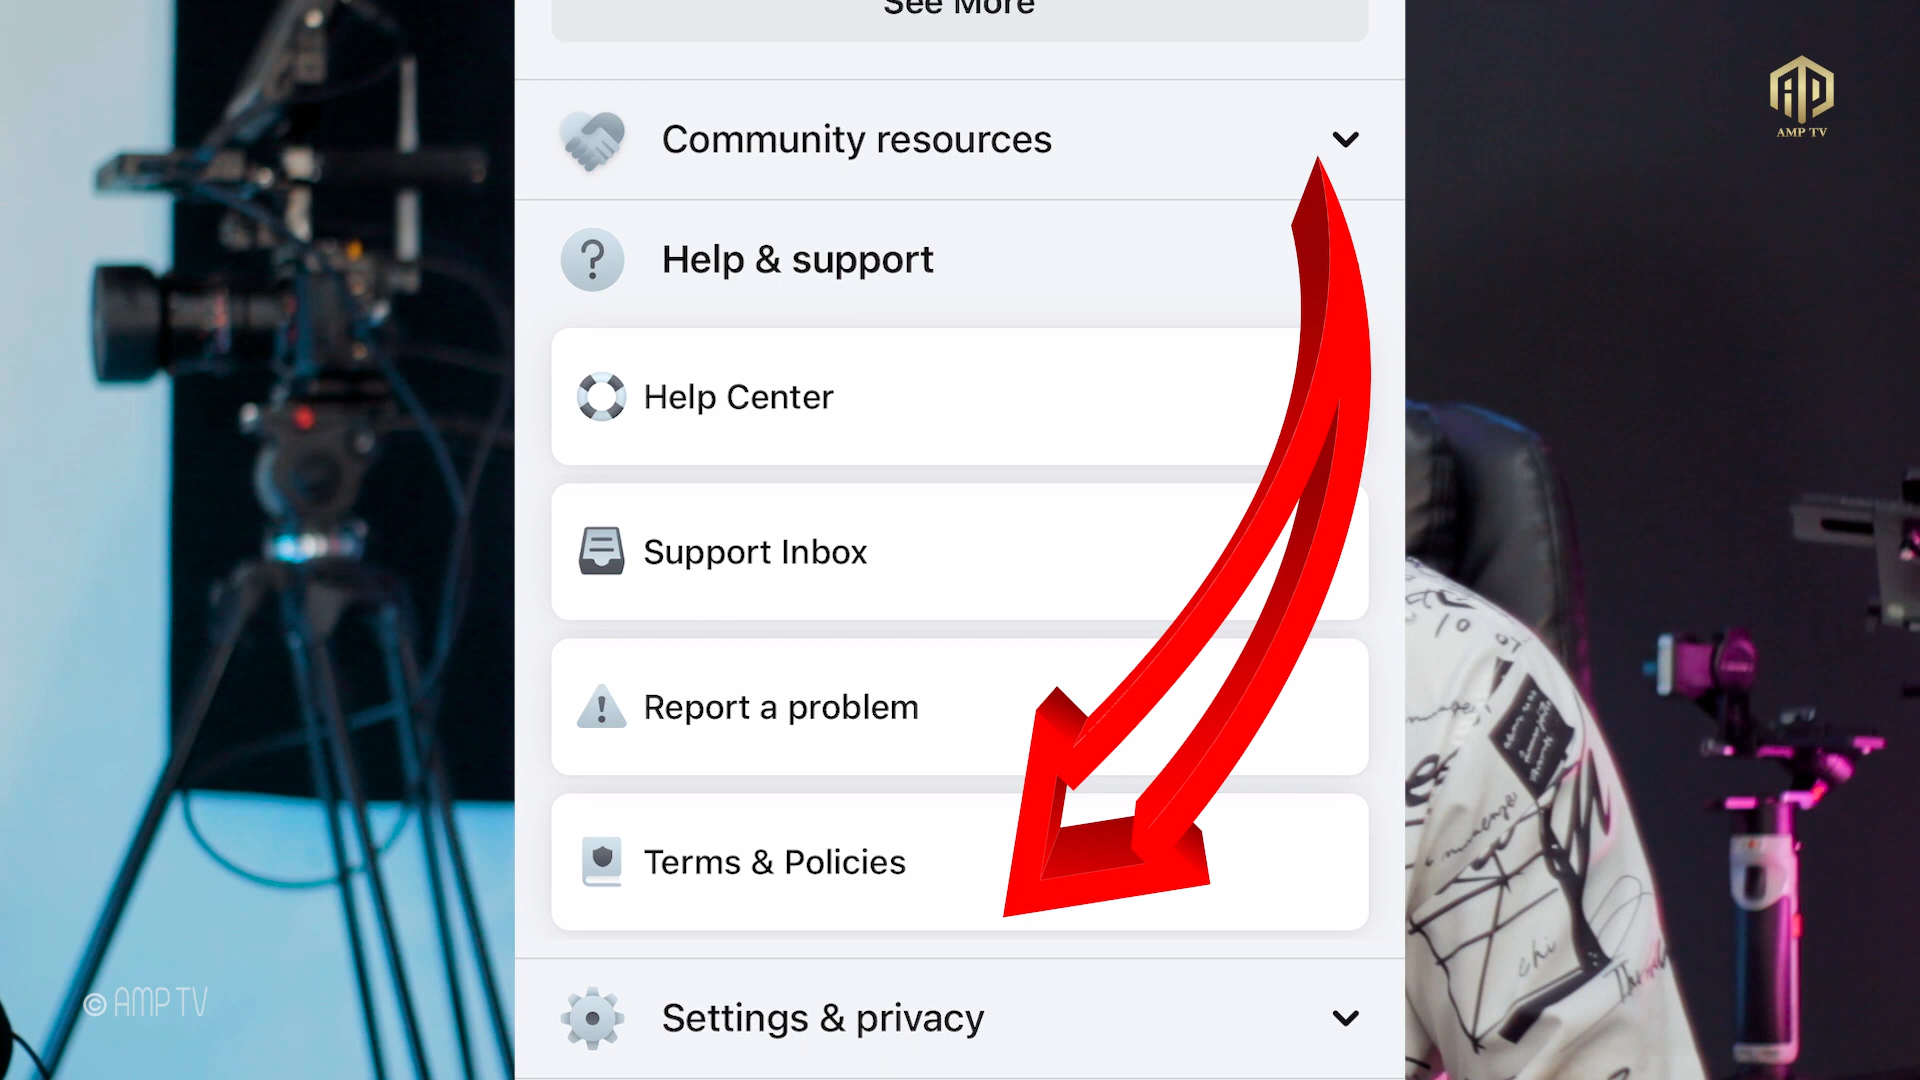 See More
Community resources
AMP TV
Help & support
Help Center
Support Inbox
Report a problem
Terms & Policies
chi
© AMP TV
Settings & privacy